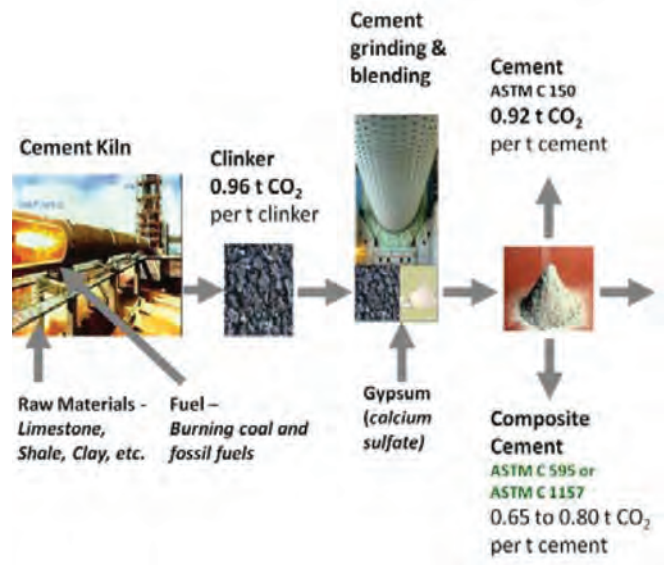 Cement
grinding &
blending
Cement
ASTM C 150
0.92 t CO₂
per t cement
Cement Kiln
Clinker
0.96 t CO₂
per t clinker
Raw Materials -
Limestone,
Shale, Clay, etc.
Fuel –
Burning coal and
fossil fuels
Gypsum
(calcium
sulfate)
Composite
Cement
ASTM C 595 or
ASTM C 1157
0.65 to 0.80 t CO₂
per t cement